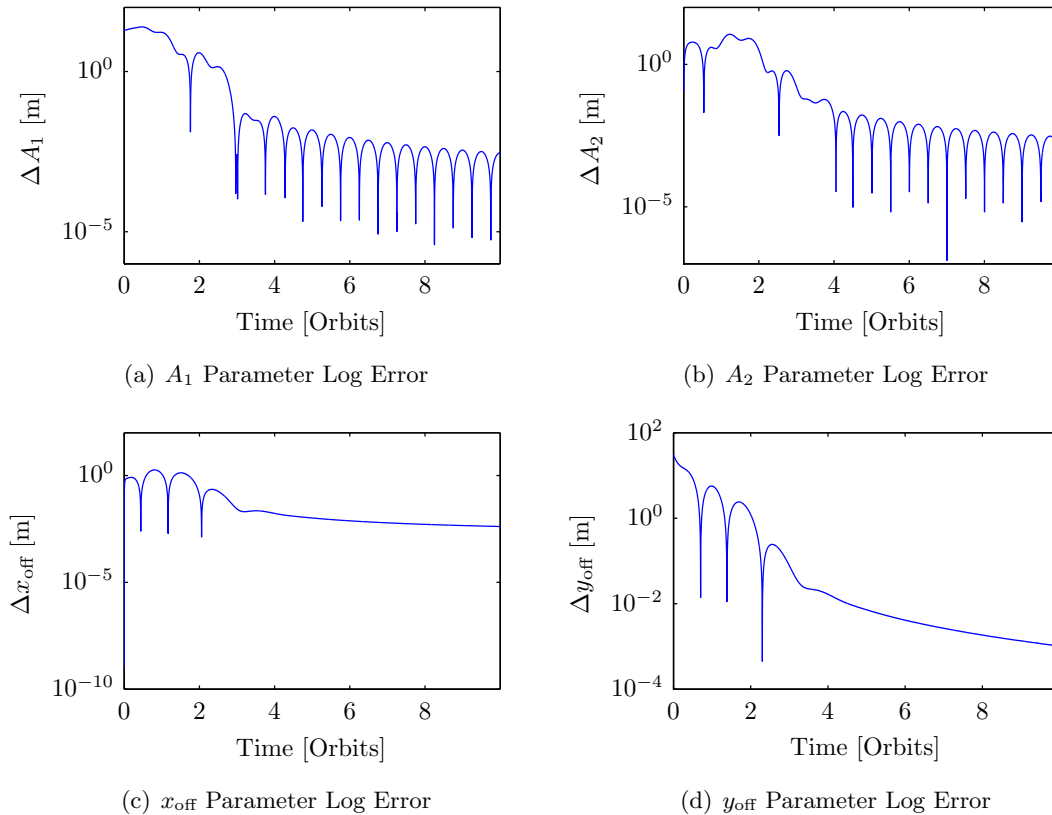 10^0
10^{-5}
ΔA_1 [m]
0 2 4 6 8
Time [Orbits]
(a) A_1 Parameter Log Error
10^0
10^{-5}
ΔA_2 [m]
0 2 4 6 8
Time [Orbits]
(b) A_2 Parameter Log Error
10^0
10^{-5}
10^{-10}
Δx_off [m]
0 2 4 6 8
Time [Orbits]
(c) x_off Parameter Log Error
10^2
10^0
10^{-2}
10^{-4}
Δy_off [m]
0 2 4 6 8
Time [Orbits]
(d) y_off Parameter Log Error